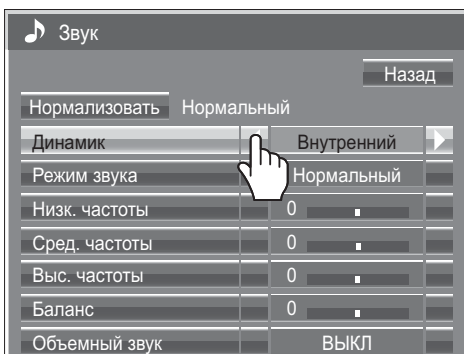 Звук
Назад
Нормализовать Нормальный
Динамик Внутренний
Режим звука Нормальный
Низк. частоты 0
Сред. частоты 0
Выс. частоты 0
Баланс 0
Объемный звук ВЫКЛ